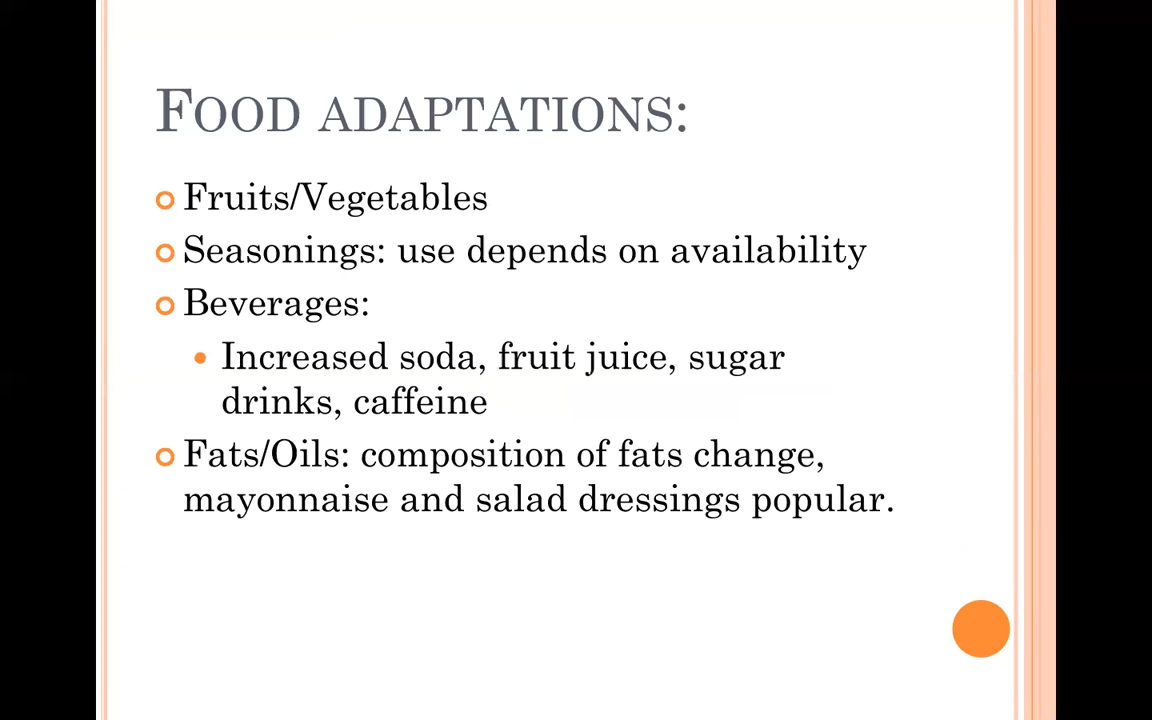 FOOD ADAPTATIONS:
Fruits/Vegetables
Seasonings: use depends on availability
Beverages:
Increased soda, fruit juice, sugar
drinks, caffeine
Fats/Oils: composition of fats change,
mayonnaise and salad dressings popular.